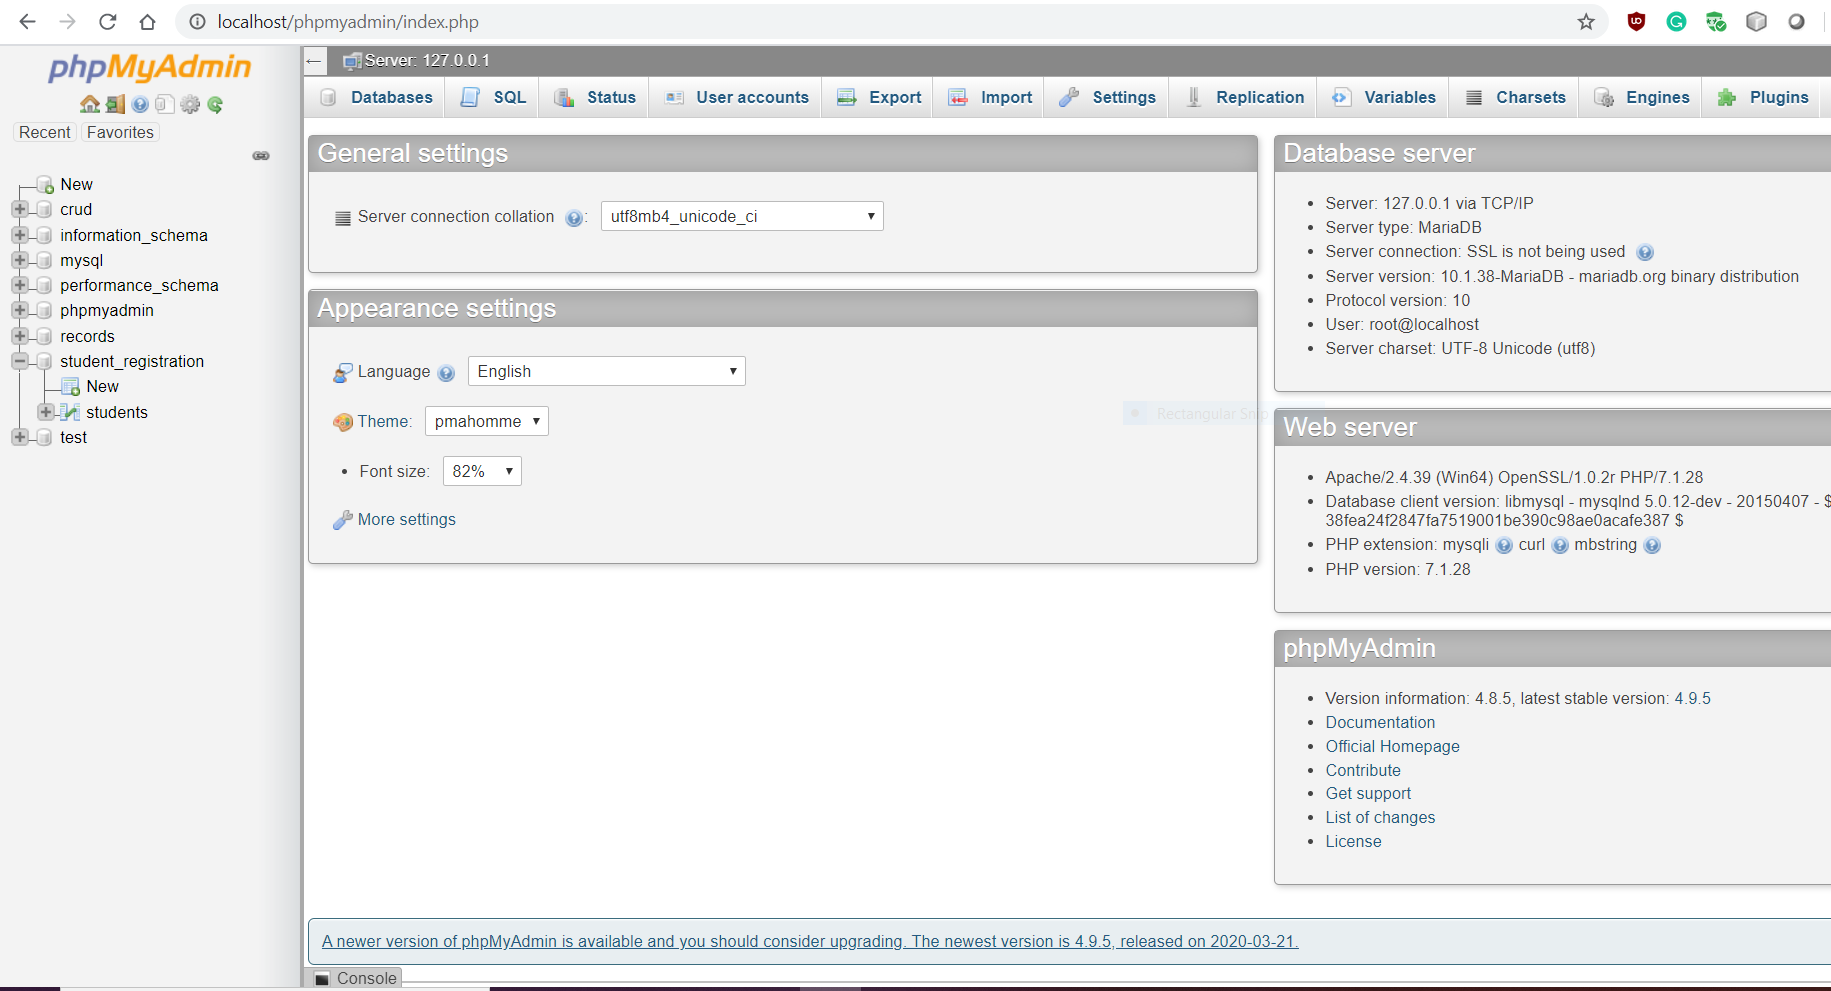 localhost/phpmyadmin/index.php
phpMyAdmin
Recent Favorites
New
crud
information_schema
mysql
performance_schema
phpmyadmin
records
student_registration
New
students
test
Server: 127.0.0.1
Databases SQL Status User accounts Export Import Settings Replication Variables Charsets Engines Plugins
General settings
Server connection collation : utf8mb4_unicode_ci
Appearance settings
Language English
Theme: pmahomme
• Font size: 82%
More settings
Rectangular Snip
Database server
• Server: 127.0.0.1 via TCP/IP
• Server type: MariaDB
• Server connection: SSL is not being used
• Server version: 10.1.38-MariaDB - mariadb.org binary distribution
• Protocol version: 10
• User: root@localhost
• Server charset: UTF-8 Unicode (utf8)
Web server
• Apache/2.4.39 (Win64) OpenSSL/1.0.2r PHP/7.1.28
• Database client version: libmysql - mysqlnd 5.0.12-dev - 20150407 - $
38fea24f2847fa7519001be390c98ae0acafe387 $
• PHP extension: mysqli curl mbstring
• PHP version: 7.1.28
phpMyAdmin
• Version information: 4.8.5, latest stable version: 4.9.5
• Documentation
• Official Homepage
• Contribute
• Get support
• List of changes
• License
A newer version of phpMyAdmin is available and you should consider upgrading. The newest version is 4.9.5, released on 2020-03-21.
Console